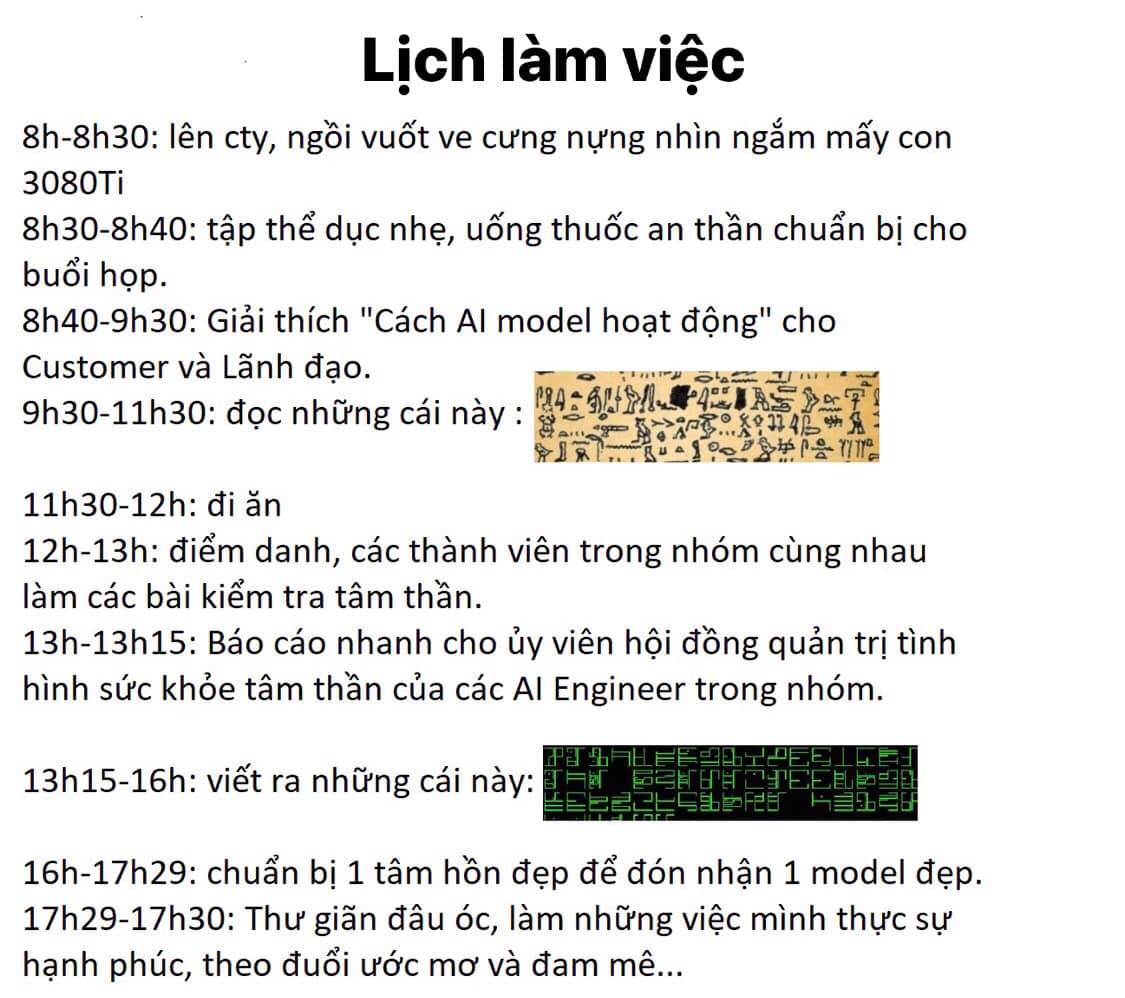 Lịch làm việc
8h-8h30: lên cty, ngồi vuốt ve cưng nựng nhìn ngắm mấy con
3080Ti
8h30-8h40: tập thể dục nhẹ, uống thuốc an thần chuẩn bị cho
buổi họp.
8h40-9h30: Giải thích "Cách AI model hoạt động" cho
Customer và Lãnh đạo.
9h30-11h30: đọc những cái này :
11h30-12h: đi ăn
12h-13h: điểm danh, các thành viên trong nhóm cùng nhau
làm các bài kiểm tra tâm thần.
13h-13h15: Báo cáo nhanh cho ủy viên hội đồng quản trị tình
hình sức khỏe tâm thần của các AI Engineer trong nhóm.
13h15-16h: viết ra những cái này:
16h-17h29: chuẩn bị 1 tâm hồn đẹp để đón nhận 1 model đẹp.
17h29-17h30: Thư giãn đâu óc, làm những việc mình thực sự
hạnh phúc, theo đuổi ước mơ và đam mê...